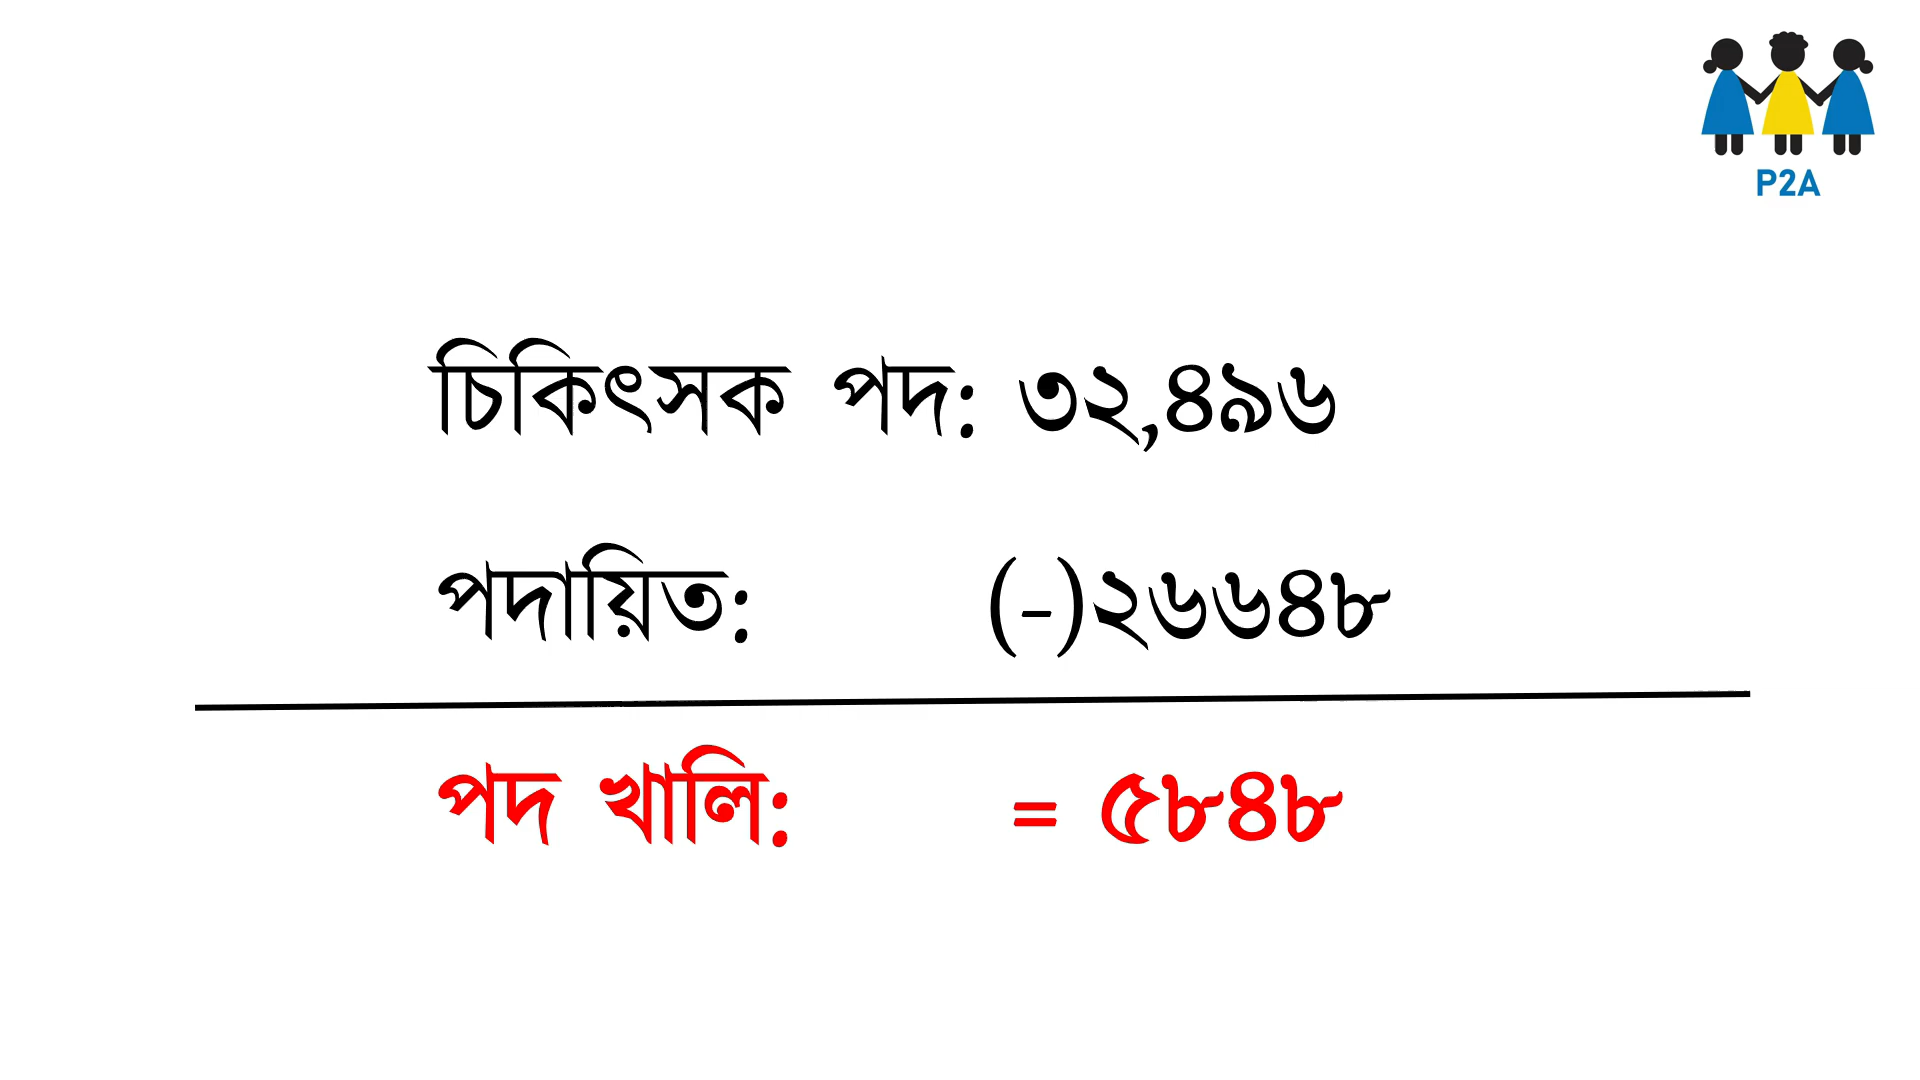 P2A
চিকিৎসক পদ: ৩২,৪৯৬
পদায়িত: (-)২৬৬৪৮
পদ খালি: = ৫৮৪৮